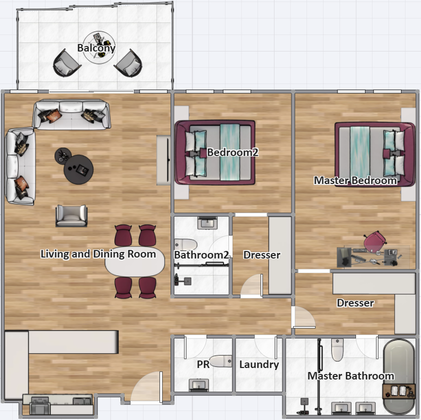 Balcony
Bedroom2
Master Bedroom
Living and Dining Room
Bathroom2
Dresser
Dresser
PR
Laundry
Master Bathroom